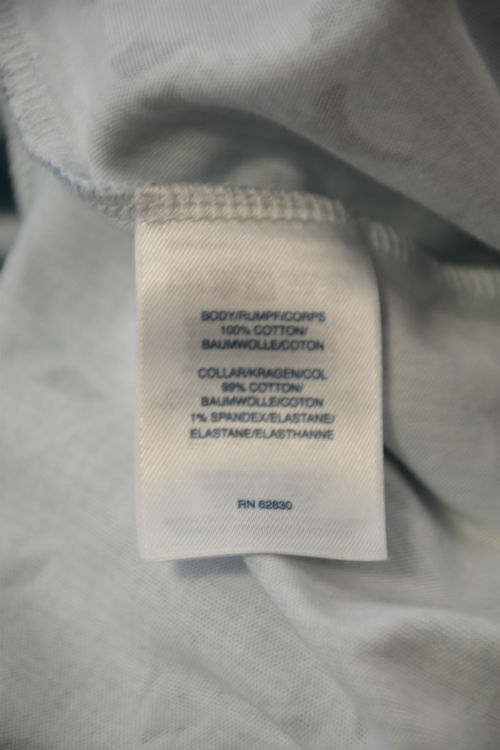 BODY/RUMPF/CORPS
100% COTTON/
BAUMWOLLE/COTON
COLLAR/KRAGEN/COL
99% COTTON/
BAUMWOLLE/COTON
1% SPANDEX/ELASTANE/
ELASTANE/ELASTHANNE
RN 62830